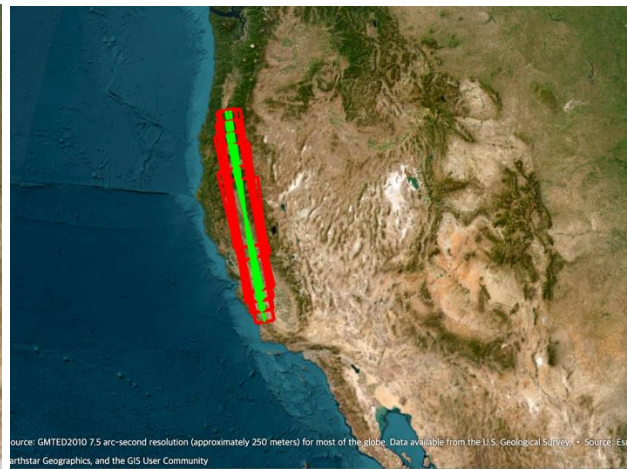 ource: GMTED2010 7.5 arc-second resolution (approximately 250 meters) for most of the globe. Data available from the U.S. Geological Survey. • Source: Esri
arthstar Geographics, and the GIS User Community